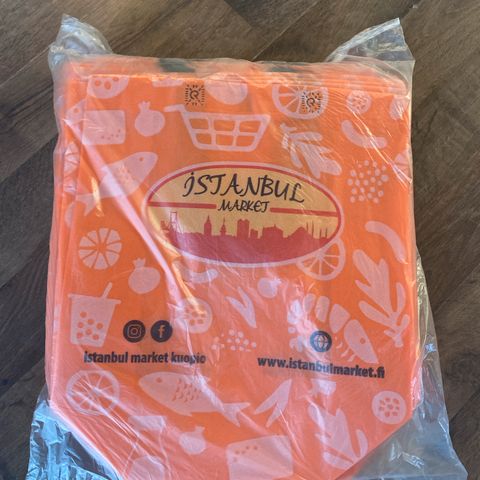 İSTANBUL
MARKET
istanbul market kuopio
www.istanbulmarket.fi